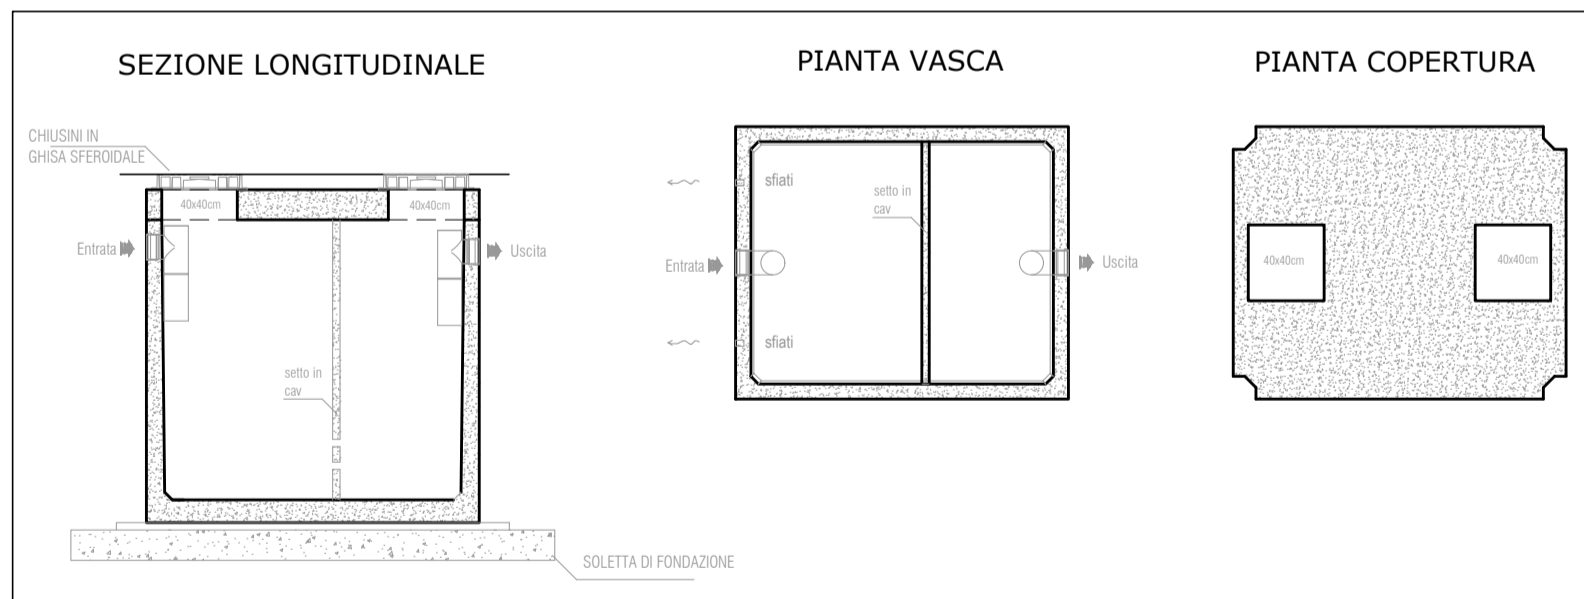 SEZIONE LONGITUDINALE
CHIUSINI IN
GHISA SFEROIDALE
40x40cm
40x40cm
Entrata
Uscita
setto in
cav
SOLETTA DI FONDAZIONE
PIANTA VASCA
sfiati
setto in
cav
Entrata
Uscita
sfiati
PIANTA COPERTURA
40x40cm
40x40cm